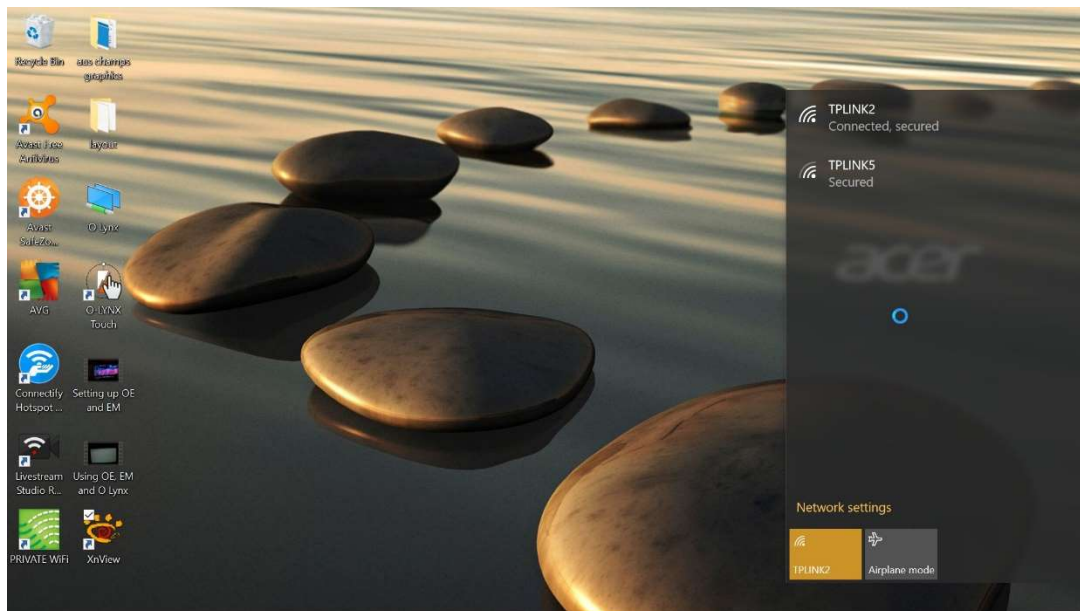 Recycle Bin
aus champs
graphics
Avast Free
Antivirus
layout
Avast
SafeZo...
O Lynx
AVG
O-LYNX
Touch
Connectify
Hotspot ...
Setting up OE
and EM
Livestream
Studio R...
Using OE, EM
and O Lynx
PRIVATE WiFi
XnView
TPLINK2
Connected, secured
TPLINK5
Secured
acer
Network settings
TPLINK2
Airplane mode